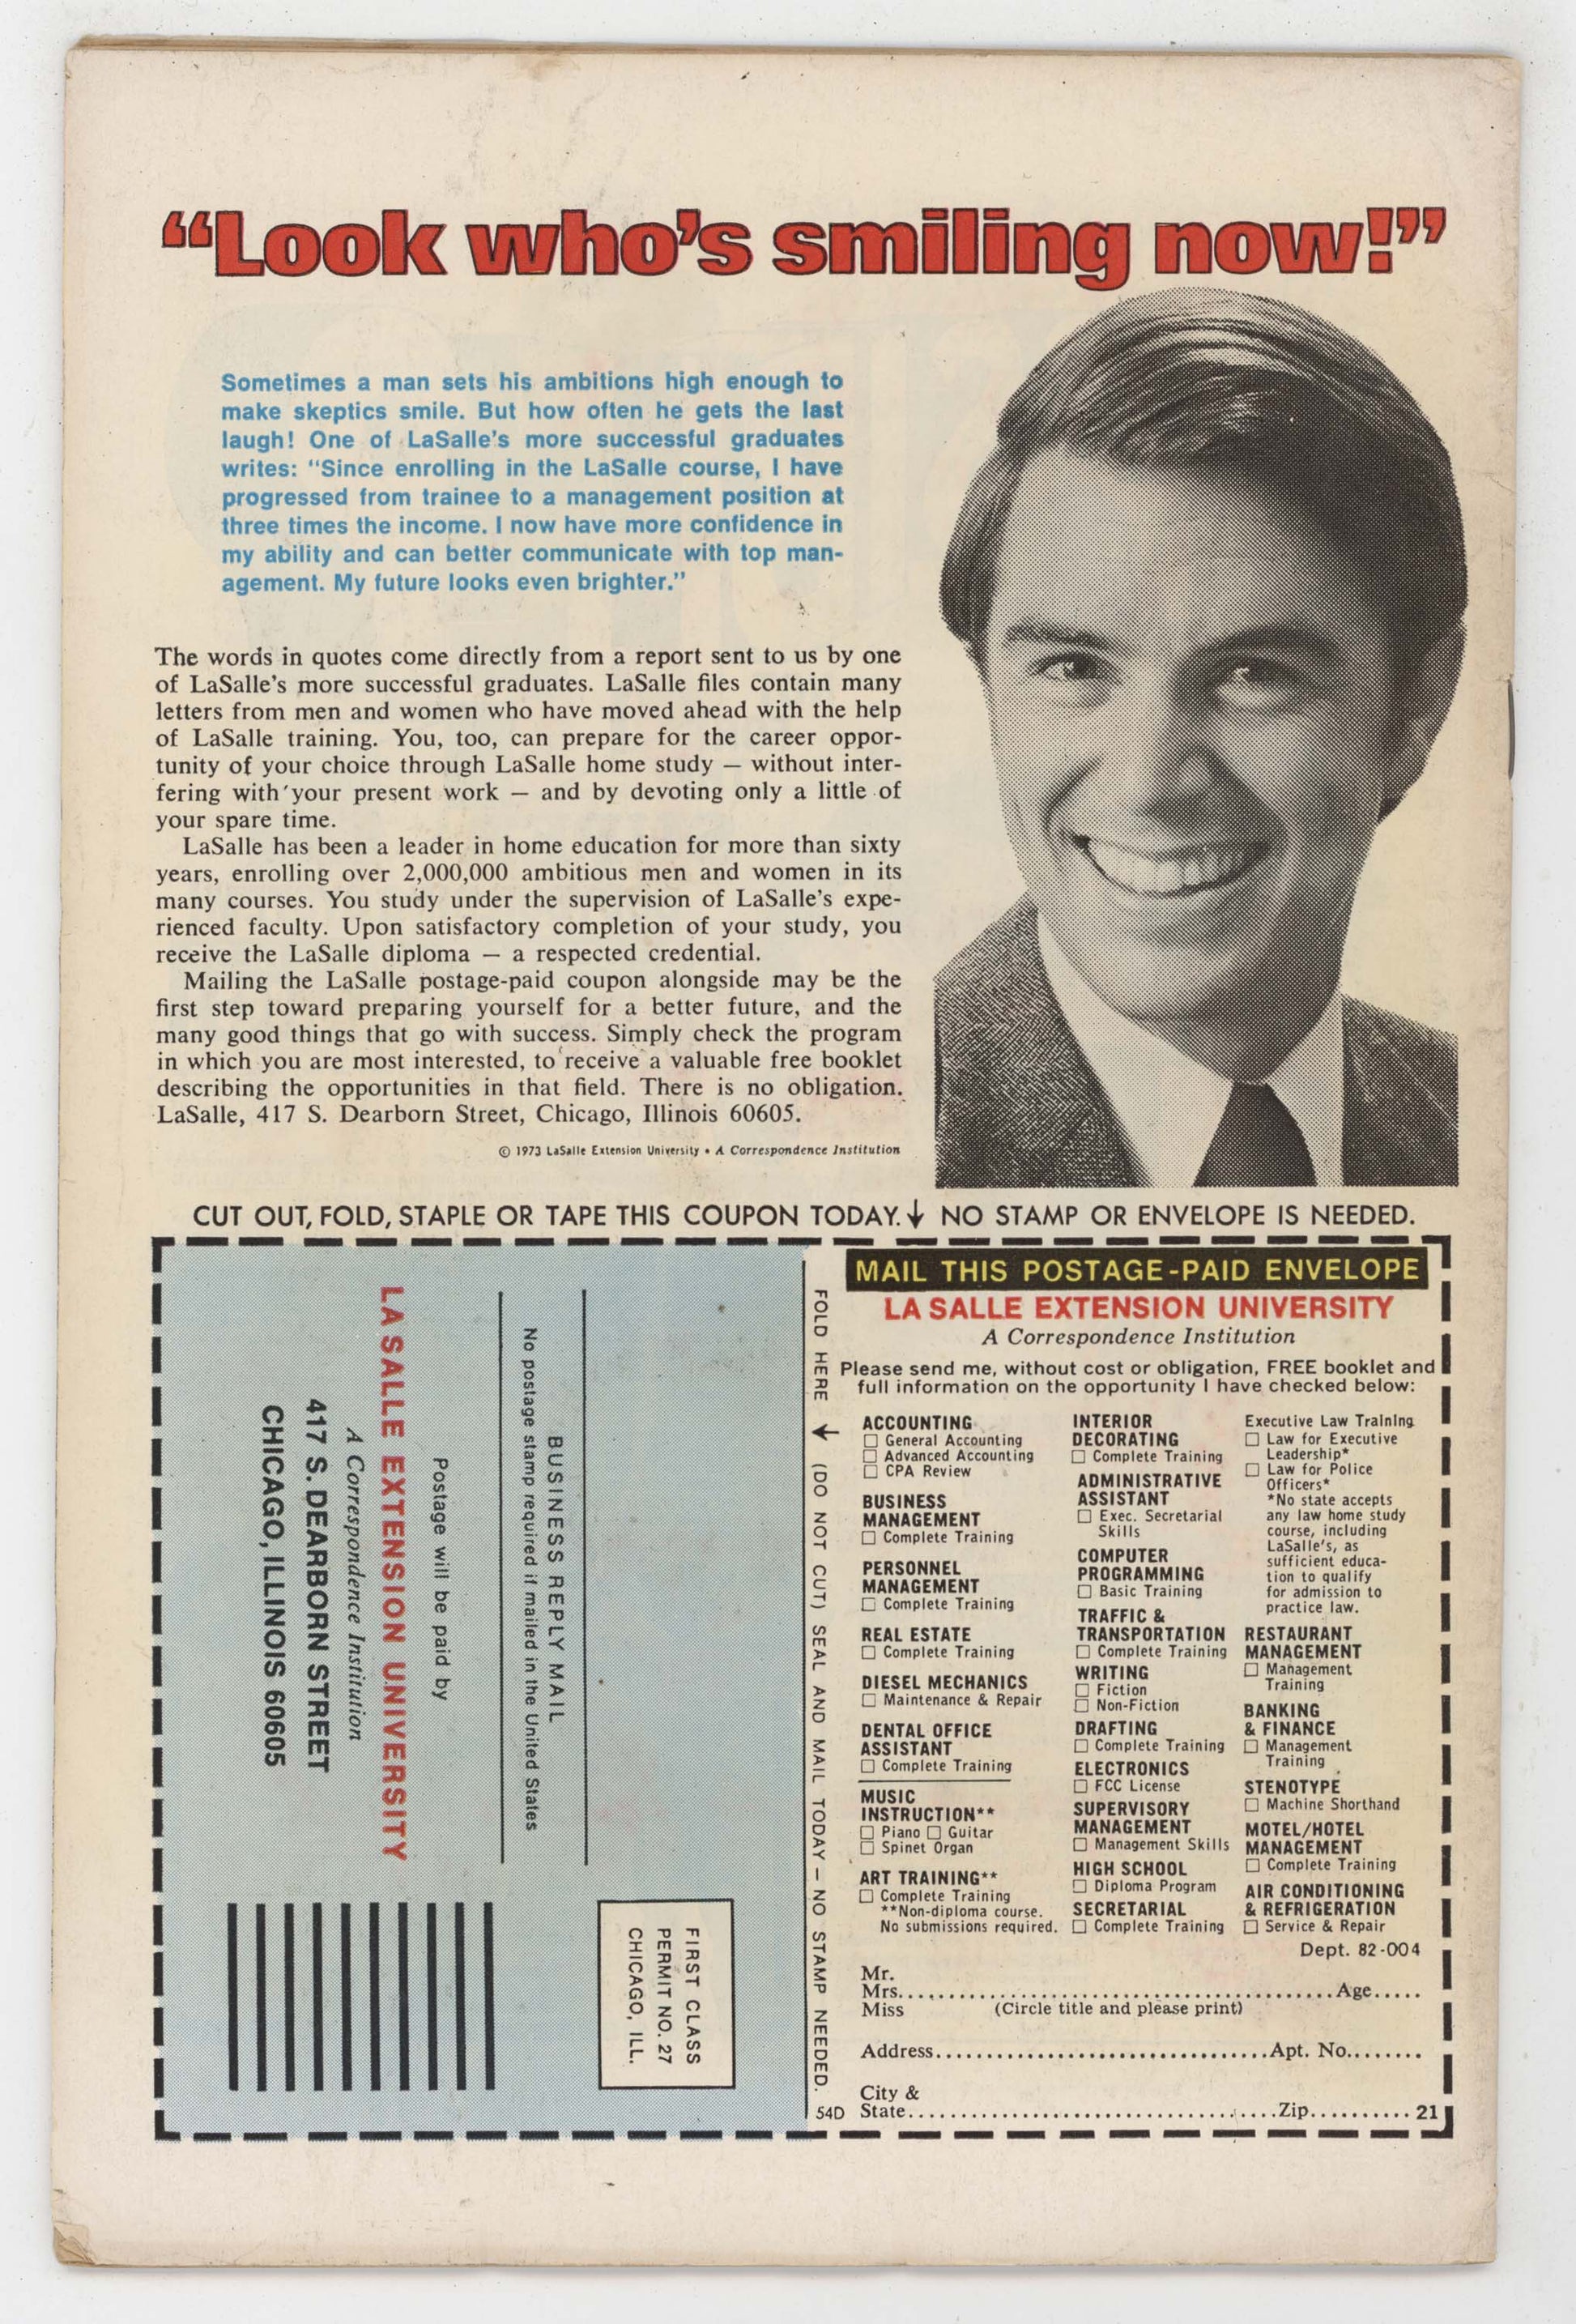 “Look who's smiling now!”
Sometimes a man sets his ambitions high enough to
make skeptics smile. But how often he gets the last
laugh! One of LaSalle's more successful graduates
writes: “Since enrolling in the LaSalle course, I have
progressed from trainee to a management position at
three times the income. I now have more confidence in
my ability and can better communicate with top man-
agement. My future looks even brighter.”
The words in quotes come directly from a report sent to us by one
of LaSalle's more successful graduates. LaSalle files contain many
letters from men and women who have moved ahead with the help
of LaSalle training. You, too, can prepare for the career oppor-
tunity of your choice through LaSalle home study — without inter-
fering with your present work — and by devoting only a little of
your spare time.
LaSalle has been a leader in home education for more than sixty
years, enrolling over 2,000,000 ambitious men and women in its
many courses. You study under the supervision of LaSalle's expe-
rienced faculty. Upon satisfactory completion of your study, you
receive the LaSalle diploma — a respected credential.
Mailing the LaSalle postage-paid coupon alongside may be the
first step toward preparing yourself for a better future, and the
many good things that go with success. Simply check the program
in which you are most interested, to receive a valuable free booklet
describing the opportunities in that field. There is no obligation.
LaSalle, 417 S. Dearborn Street, Chicago, Illinois 60605.
© 1973 LaSalle Extension University • A Correspondence Institution
CUT OUT, FOLD, STAPLE OR TAPE THIS COUPON TODAY.↓ NO STAMP OR ENVELOPE IS NEEDED.
FIRST CLASS
PERMIT NO. 27
CHICAGO, ILL.
BUSINESS REPLY MAIL
No postage stamp required if mailed in the United States
Postage will be paid by
LA SALLE EXTENSION UNIVERSITY
A Correspondence Institution
417 S. DEARBORN STREET
CHICAGO, ILLINOIS 60605
FOLD HERE ↓ (DO NOT CUT) SEAL AND MAIL TODAY — NO STAMP NEEDED.
MAIL THIS POSTAGE-PAID ENVELOPE
LA SALLE EXTENSION UNIVERSITY
A Correspondence Institution
Please send me, without cost or obligation, FREE booklet and
full information on the opportunity I have checked below:
ACCOUNTING
☐ General Accounting
☐ Advanced Accounting
☐ CPA Review
BUSINESS
MANAGEMENT
☐ Complete Training
PERSONNEL
MANAGEMENT
☐ Complete Training
REAL ESTATE
☐ Complete Training
DIESEL MECHANICS
☐ Maintenance & Repair
DENTAL OFFICE
ASSISTANT
☐ Complete Training
MUSIC
INSTRUCTION**
☐ Piano ☐ Guitar
☐ Spinet Organ
ART TRAINING**
☐ Complete Training
**Non-diploma course.
No submissions required.
INTERIOR
DECORATING
☐ Complete Training
ADMINISTRATIVE
ASSISTANT
☐ Exec. Secretarial
Skills
COMPUTER
PROGRAMMING
☐ Basic Training
TRAFFIC &
TRANSPORTATION
☐ Complete Training
WRITING
☐ Fiction
☐ Non-Fiction
DRAFTING
☐ Complete Training
ELECTRONICS
☐ FCC License
SUPERVISORY
MANAGEMENT
☐ Management Skills
HIGH SCHOOL
☐ Diploma Program
SECRETARIAL
☐ Complete Training
Executive Law Training
☐ Law for Executive
Leadership*
☐ Law for Police
Officers*
*No state accepts
any law home study
course, including
LaSalle's, as
sufficient educa-
tion to qualify
for admission to
practice law.
RESTAURANT
MANAGEMENT
☐ Management
Training
BANKING
& FINANCE
☐ Management
Training
STENOTYPE
☐ Machine Shorthand
MOTEL/HOTEL
MANAGEMENT
☐ Complete Training
AIR CONDITIONING
& REFRIGERATION
☐ Service & Repair
Dept. 82-004
Mr.
Mrs.............................................Age.....
Miss (Circle title and please print)
Address.................................Apt. No........
City &
State.....................................Zip.......... 21
54D